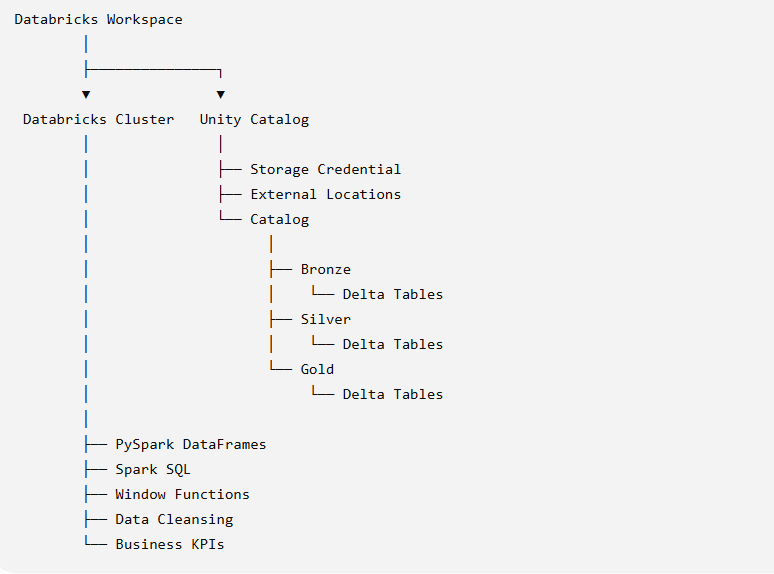 Databricks Workspace
Databricks Cluster Unity Catalog
Storage Credential
External Locations
Catalog
Bronze
Delta Tables
Silver
Delta Tables
Gold
Delta Tables
PySpark DataFrames
Spark SQL
Window Functions
Data Cleansing
Business KPIs